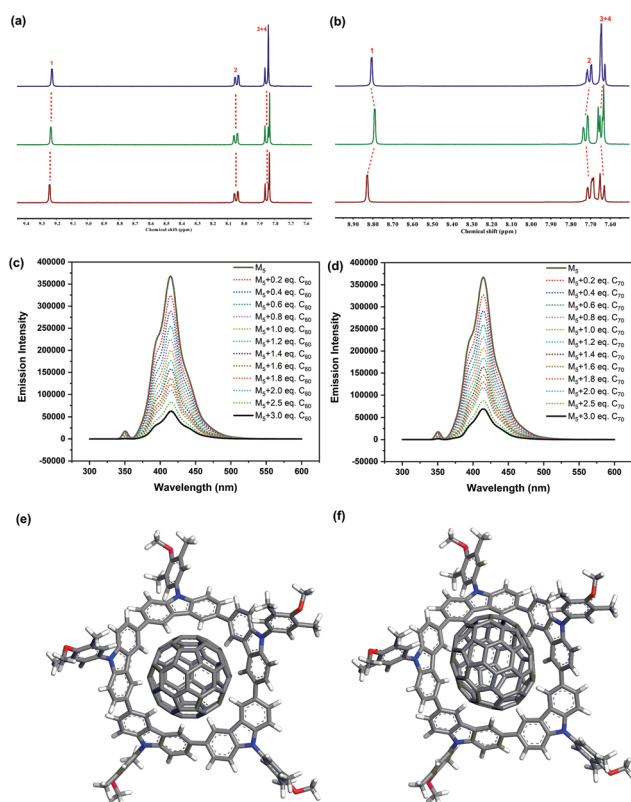 (a)
3+4
1
2
9.4 9.3 9.2 9.1 9.0 8.9 8.8 8.7 8.6 8.5 8.4 8.3 8.2 8.1 8.0 7.9 7.8 7.7 7.6
Chemical shift (ppm)
(b)
3+4
1
2
8.90 8.80 8.70 8.60 8.50 8.40 8.30 8.20 8.10 8.00 7.90 7.80 7.70 7.60 7.50
Chemical shift (ppm)
(c)
Emission Intensity
400000
350000
300000
250000
200000
150000
100000
50000
0
-50000
M₅
M₅+0.2 eq. C₆₀
M₅+0.4 eq. C₆₀
M₅+0.6 eq. C₆₀
M₅+0.8 eq. C₆₀
M₅+1.0 eq. C₆₀
M₅+1.2 eq. C₆₀
M₅+1.4 eq. C₆₀
M₅+1.6 eq. C₆₀
M₅+1.8 eq. C₆₀
M₅+2.0 eq. C₆₀
M₅+2.5 eq. C₆₀
M₅+3.0 eq. C₆₀
300 350 400 450 500 550 600
Wavelength (nm)
(d)
Emission Intensity
400000
350000
300000
250000
200000
150000
100000
50000
0
-50000
M₅
M₅+0.2 eq. C₇₀
M₅+0.4 eq. C₇₀
M₅+0.6 eq. C₇₀
M₅+0.8 eq. C₇₀
M₅+1.0 eq. C₇₀
M₅+1.2 eq. C₇₀
M₅+1.4 eq. C₇₀
M₅+1.6 eq. C₇₀
M₅+1.8 eq. C₇₀
M₅+2.0 eq. C₇₀
M₅+2.5 eq. C₇₀
M₅+3.0 eq. C₇₀
300 350 400 450 500 550 600
Wavelength (nm)
(e)
(f)